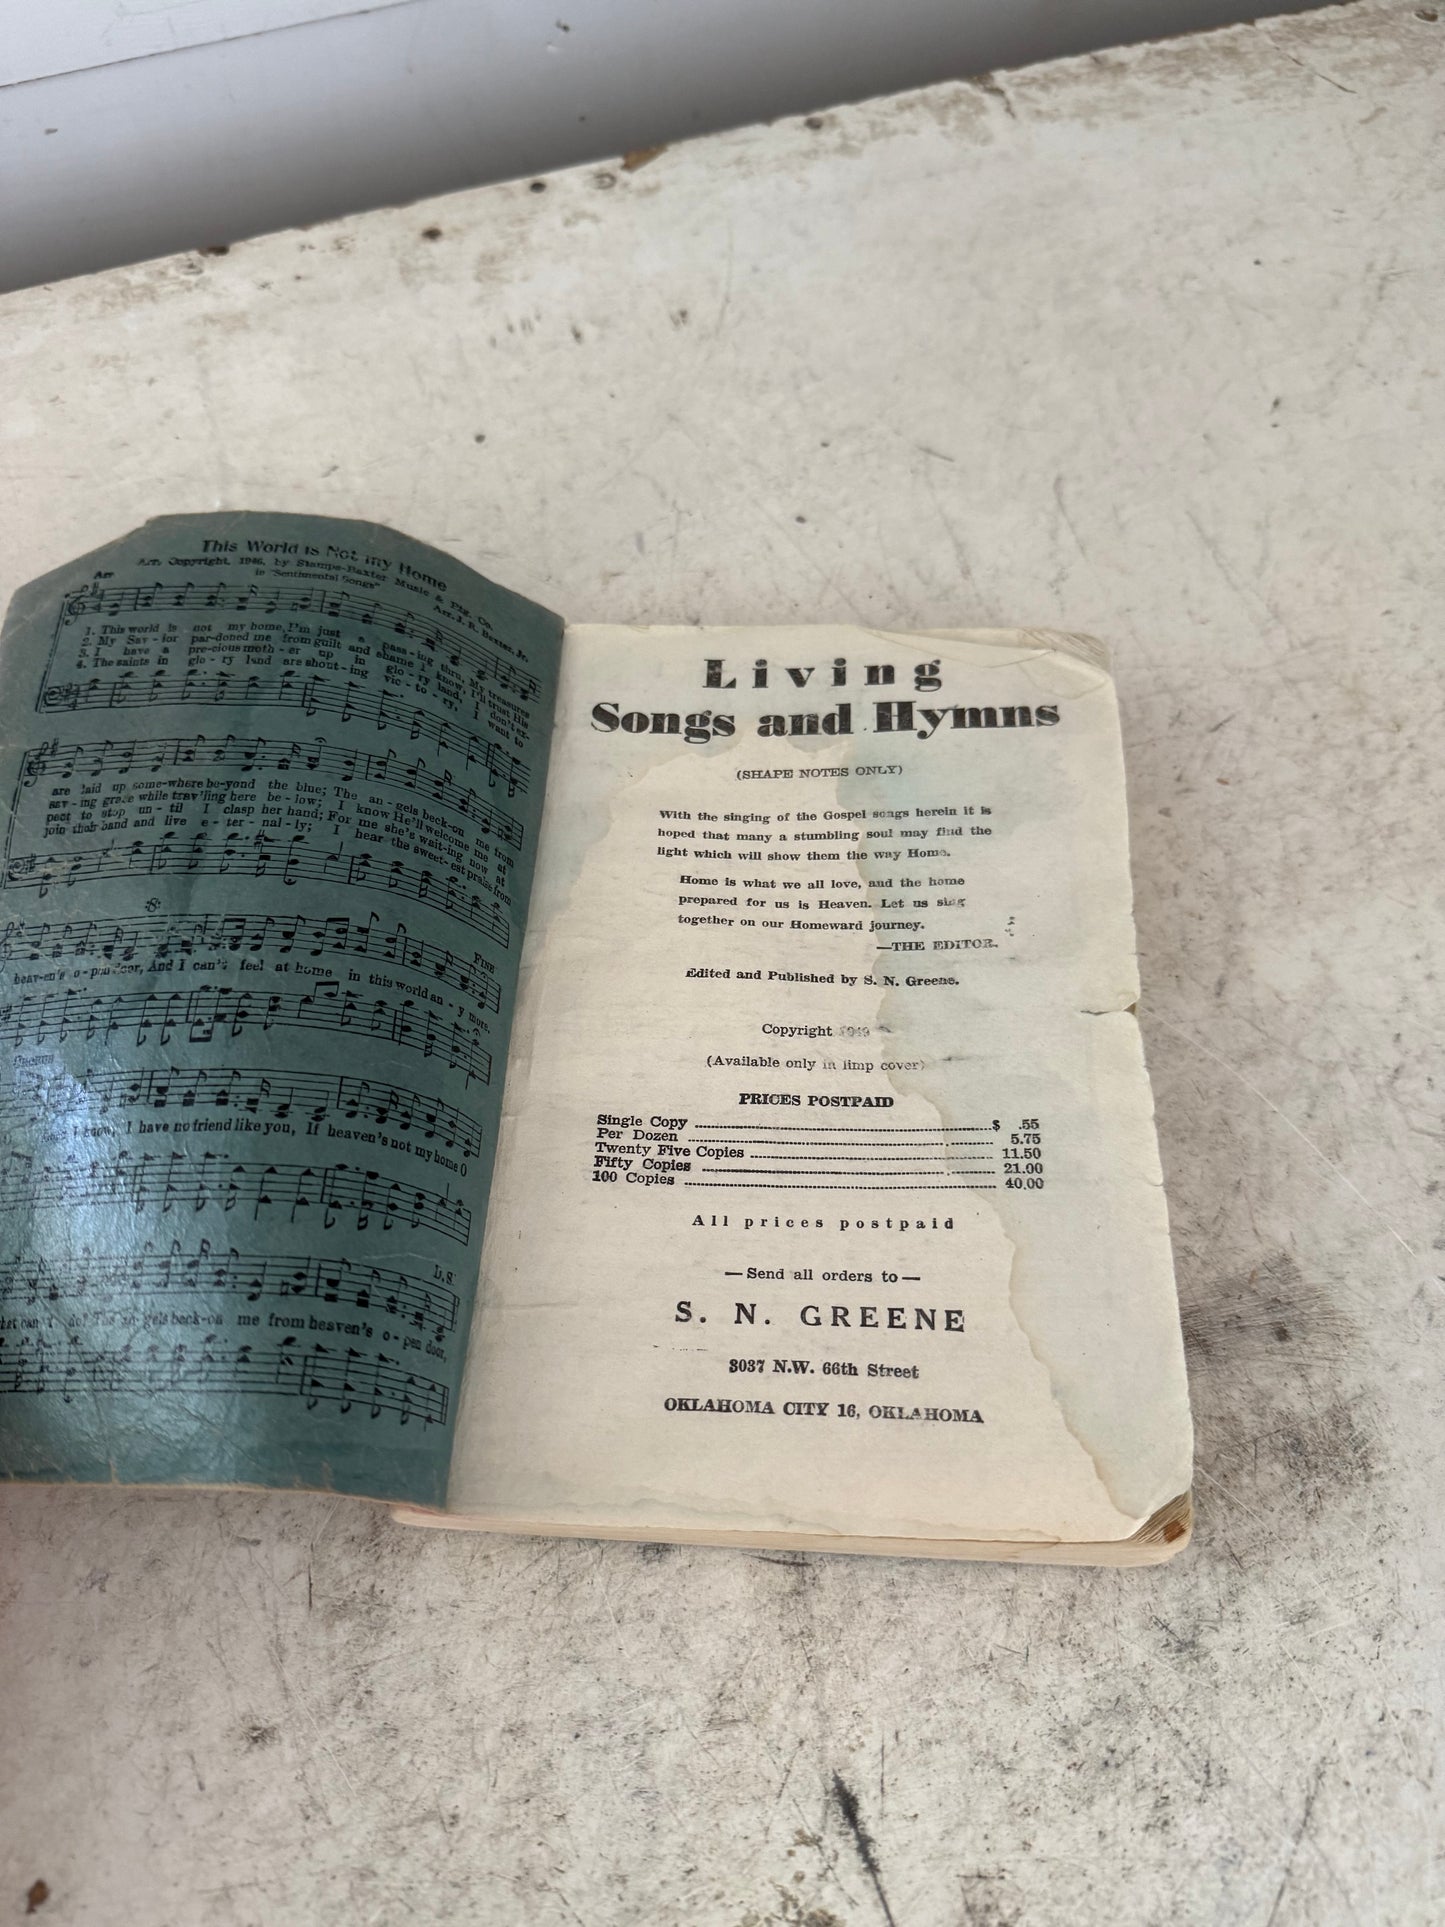 This World is Not my Home
Arr. Copyright, 1946, by Stamps-Baxter Music & Ptg. Co.
in "Sentimental Songs"
Arr.
Arr. J. R. Baxter, Jr.
1. This world is not my home, I'm just a pass-ing thru, My treasures
2. My Sav-ior par-doned me from guilt and shame I know, I'll trust His
3. I have a pre-cious moth-er up in glo-ry land, I don't ex-
4. The saints in glo-ry land are shout-ing vic-to-ry, I want to
are laid up some-where be-yond the blue; The an-gels beck-on me from
sav-ing grace while trav'ling here be-low; I know He'll welcome me at
pect to stop un-til I clasp her hand; For me she's wait-ing now at
join their band and live e-ter-nal-ly; I hear the sweet-est praise from
FINE
heav-en's o-pen door, And I can't feel at home in this world an-y more.
CHORUS
know, I have no friend like you, If heaven's not my home O
D.S.
can I do? The an-gels beck-on me from heaven's o-pen door,
Living
Songs and Hymns
(SHAPE NOTES ONLY)
With the singing of the Gospel songs herein it is
hoped that many a stumbling soul may find the
light which will show them the way Home.
Home is what we all love, and the home
prepared for us is Heaven. Let us sing
together on our Homeward journey.
—THE EDITOR.
Edited and Published by S. N. Greene.
Copyright 1949
(Available only in limp cover)
PRICES POSTPAID
Single Copy ........ $ .55
Per Dozen ........ 5.75
Twenty Five Copies ........ 11.50
Fifty Copies ........ 21.00
100 Copies ........ 40.00
All prices postpaid
—Send all orders to—
S. N. GREENE
3037 N.W. 66th Street
OKLAHOMA CITY 16, OKLAHOMA